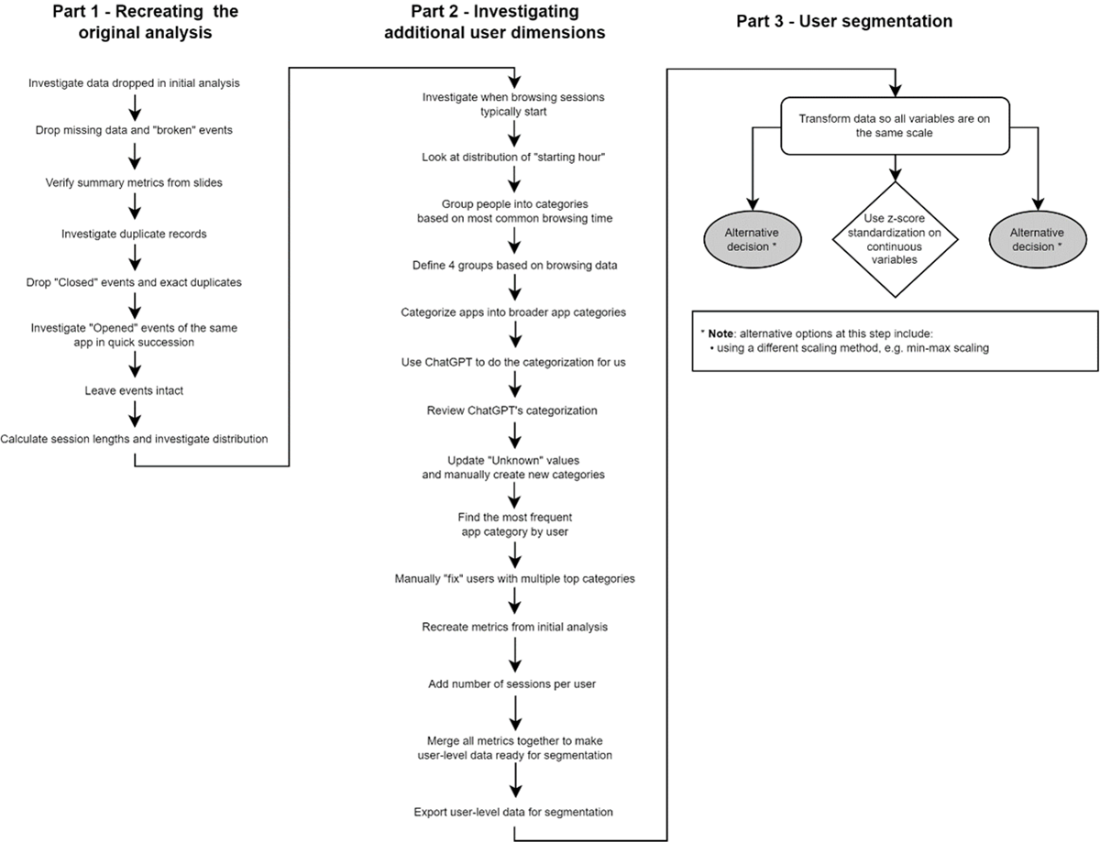 Part 1 - Recreating the
original analysis
Investigate data dropped in initial analysis
Drop missing data and "broken" events
Verify summary metrics from slides
Investigate duplicate records
Drop "Closed" events and exact duplicates
Investigate "Opened" events of the same
app in quick succession
Leave events intact
Calculate session lengths and investigate distribution
Part 2 - Investigating
additional user dimensions
Investigate when browsing sessions
typically start
Look at distribution of "starting hour"
Group people into categories
based on most common browsing time
Define 4 groups based on browsing data
Categorize apps into broader app categories
Use ChatGPT to do the categorization for us
Review ChatGPT's categorization
Update "Unknown" values
and manually create new categories
Find the most frequent
app category by user
Manually "fix" users with multiple top categories
Recreate metrics from initial analysis
Add number of sessions per user
Merge all metrics together to make
user-level data ready for segmentation
Export user-level data for segmentation
Part 3 - User segmentation
Transform data so all variables are on
the same scale
Alternative
decision *
Use z-score
standardization on
continuous
variables
Alternative
decision *
* Note: alternative options at this step include:
• using a different scaling method, e.g. min-max scaling